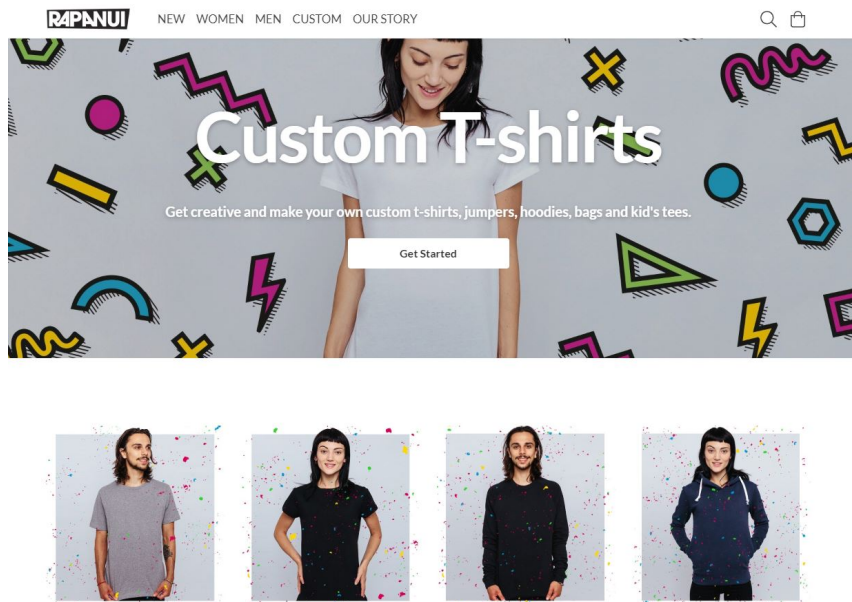 RAPANUI
NEW WOMEN MEN CUSTOM OUR STORY
Custom T-shirts
Get creative and make your own custom t-shirts, jumpers, hoodies, bags and kid's tees.
Get Started